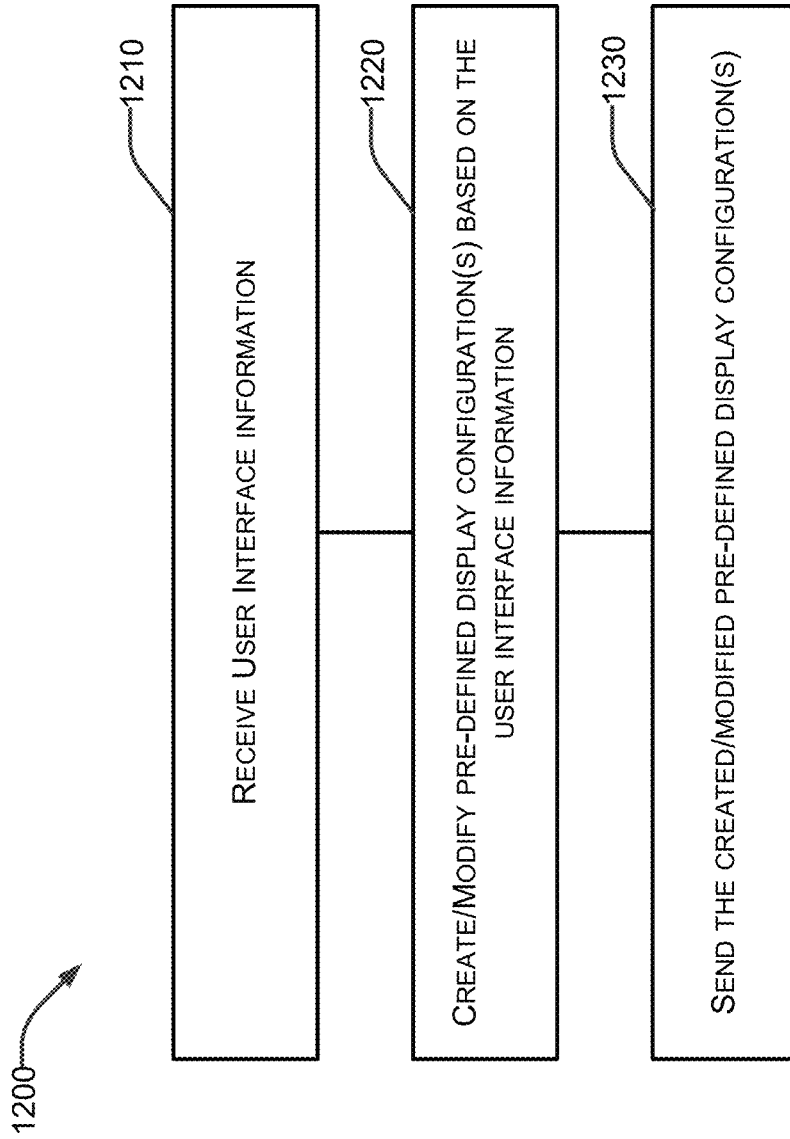 1200
1210
RECEIVE USER INTERFACE INFORMATION
1220
CREATE/MODIFY PRE-DEFINED DISPLAY CONFIGURATION(S) BASED ON THE
USER INTERFACE INFORMATION
1230
SEND THE CREATED/MODIFIED PRE-DEFINED DISPLAY CONFIGURATION(S)